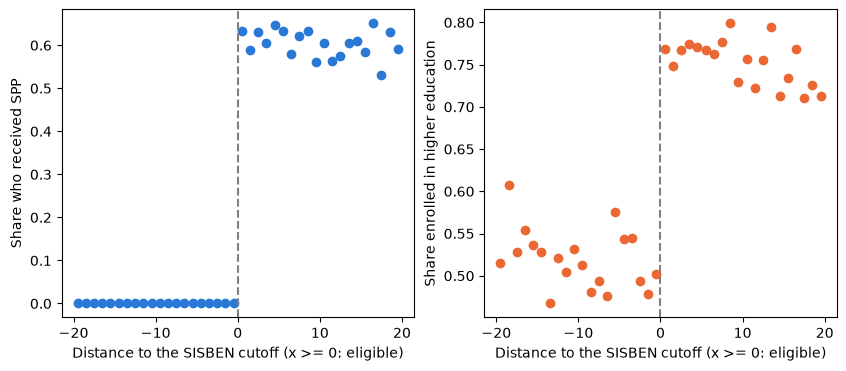 Share who received SPP
0.6
0.5
0.4
0.3
0.2
0.1
0.0
−20 −10 0 10 20
Distance to the SISBEN cutoff (x >= 0: eligible)
Share enrolled in higher education
0.80
0.75
0.70
0.65
0.60
0.55
0.50
−20 −10 0 10 20
Distance to the SISBEN cutoff (x >= 0: eligible)